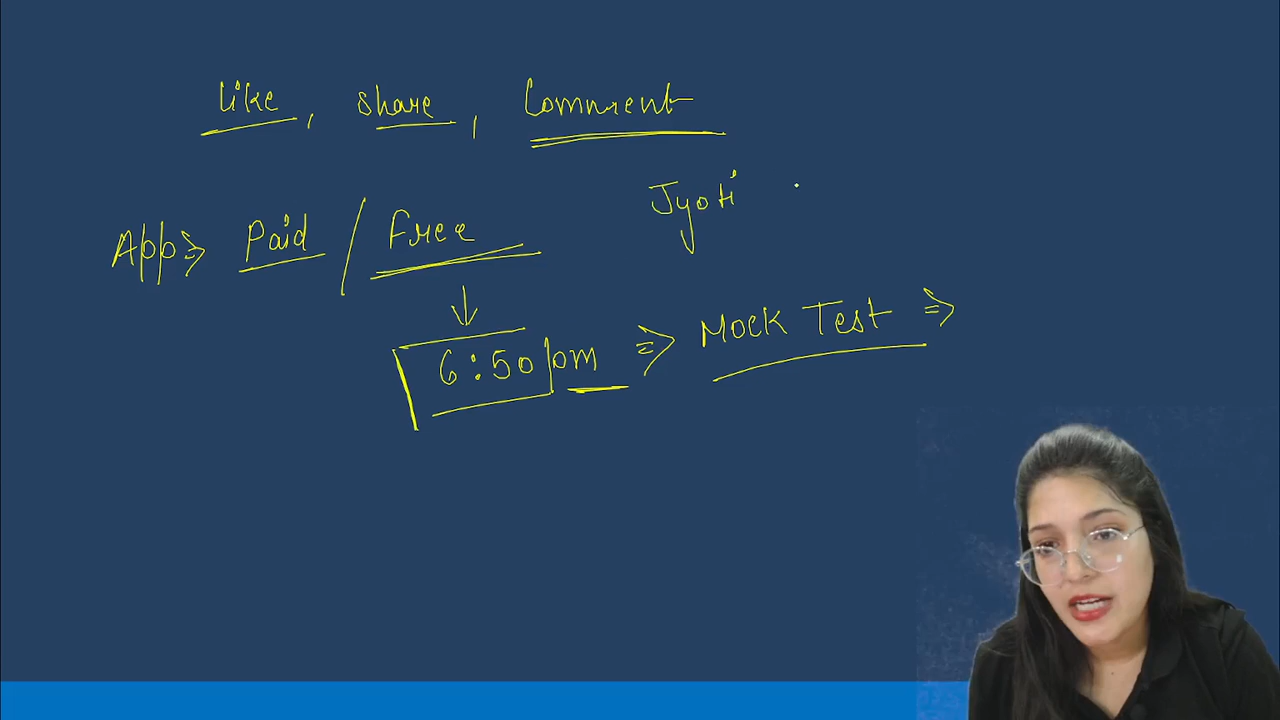 like, share, Comment
Jyoti
App ⇒ Paid / Free
↓
6:50 pm ⇒ Mock Test ⇒